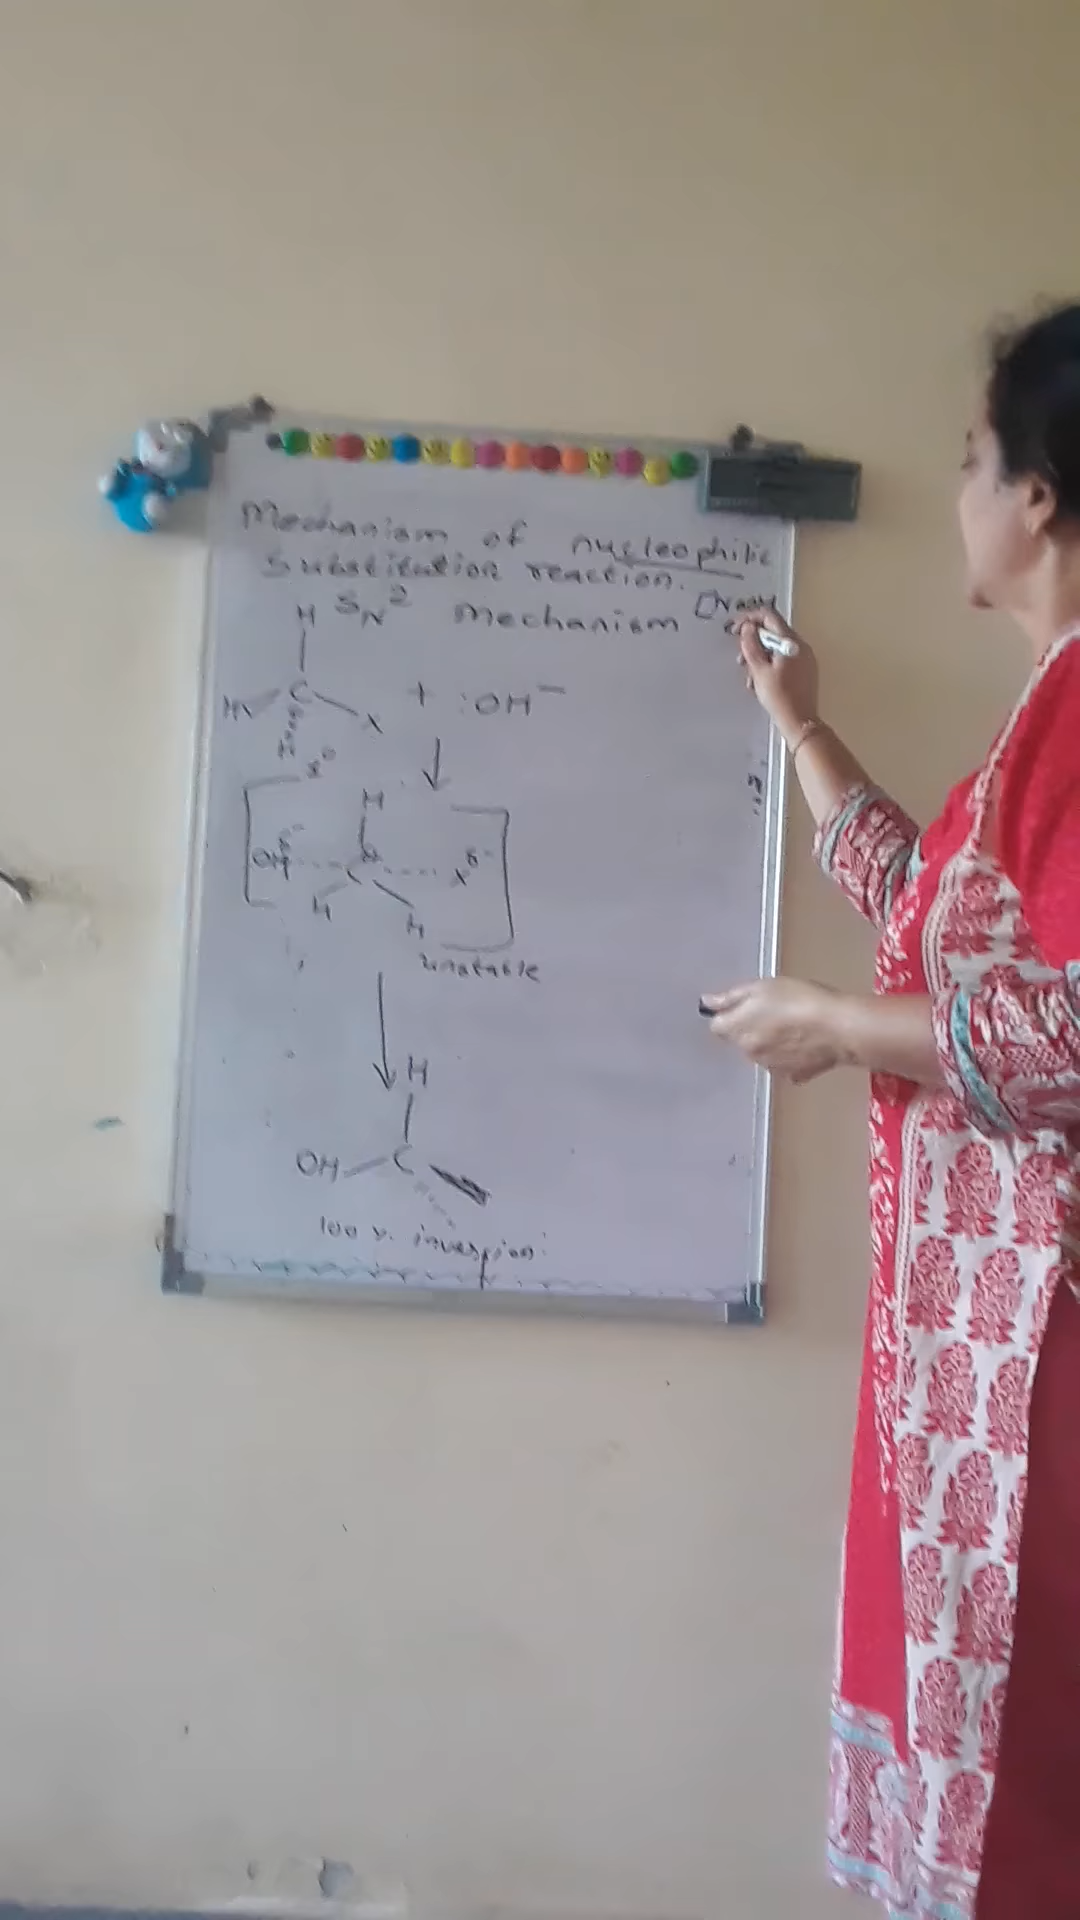 Mechanism of nucleophilic
substitution reaction.
SN2 Mechanism
H
C
H X + :OH−
H
H
OH δ− C X δ−
H H
unstable
H
OH C
100 %. inversion